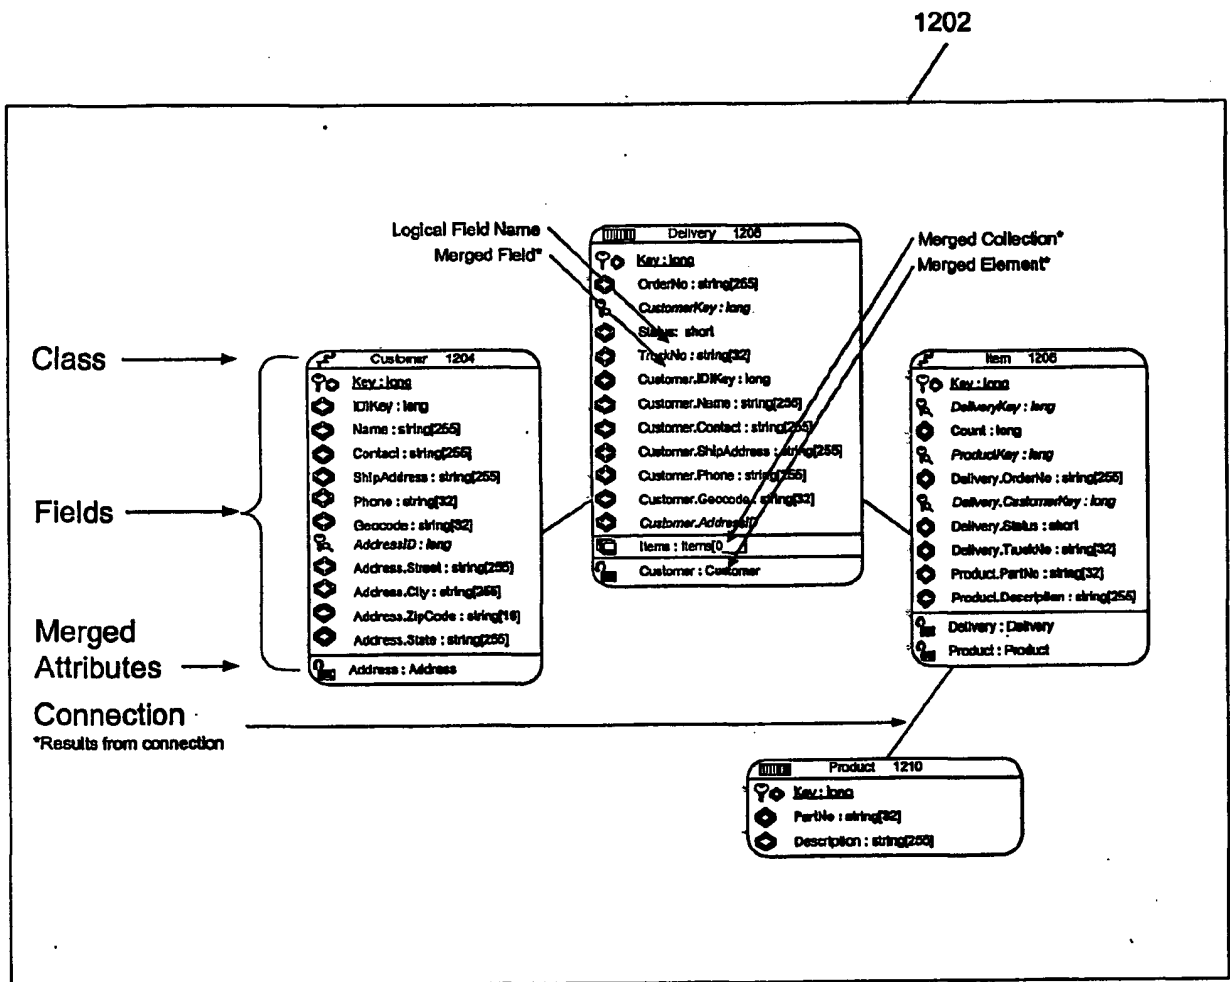 1202
Logical Field Name
Merged Field*
Merged Collection*
Merged Element*
Class
Fields
Merged
Attributes
Connection
*Results from connection
Customer 1204
Key : long
IDIKey : long
Name : string[255]
Contact : string[255]
ShipAddress : string[255]
Phone : string[32]
Geocode : string[32]
AddressID : long
Address.Street : string[255]
Address.City : string[255]
Address.ZipCode : string[16]
Address.State : string[255]
Address : Address
Delivery 1206
Key : long
OrderNo : string[255]
CustomerKey : long
Status: short
TruckNo : string[32]
Customer.IDIKey : long
Customer.Name : string[255]
Customer.Contact : string[255]
Customer.ShipAddress : string[255]
Customer.Phone : string[255]
Customer.Geocode : string[32]
Customer.AddressID
Items : Items[0
Customer : Customer
Item 1206
Key : long
DeliveryKey : long
Count : long
ProductKey : long
Delivery.OrderNo : string[255]
Delivery.CustomerKey : long
Delivery.Status : short
Delivery.TruckNo : string[32]
Product.PartNo : string[32]
Product.Description : string[255]
Delivery : Delivery
Product : Product
Product 1210
Key : long
PartNo : string[32]
Description : string[255]